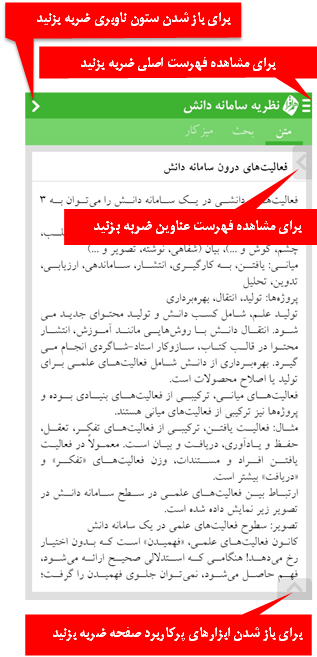 برای باز شدن ستون ناوبری ضربه بزنید
برای مشاهده فهرست اصلی ضربه بزنید
نظریه سامانه دانش
متن بحث میز کار
فعالیت‌های درون سامانه دانش
دانشی در یک سامانه دانش را می‌توان به ۳
برای مشاهده فهرست عناوین ضربه بزنید
چشم، گوش و ...)، بیان (شفاهی، نوشته، تصویر و ...)
میانی: یافتن، به کارگیری، انتشار، ساماندهی، ارزیابی، تدوین، تحلیل
پروژه‌ها: تولید، انتقال، بهره‌برداری
تولید علم، شامل کسب دانش و تولید محتوای جدید می شود. انتقال دانش با روش‌هایی مانند آموزش، انتشار
محتوا در قالب کتاب، سازوکار استاد-شاگردی انجام می
گیرد. بهره‌برداری از دانش شامل فعالیت‌های علمی برای
تولید یا اصلاح محصولات است.
فعالیت‌های میانی، ترکیبی از فعالیت‌های بنیادی بوده و
پروژه‌ها نیز ترکیبی از فعالیت‌های میانی هستند.
مثال: فعالیت یافتن، ترکیبی از فعالیت‌های تفکر، تعقل،
حفظ و یادآوری، دریافت و بیان است. معمولاً در فعالیت
یافتن افراد و مستندات، وزن فعالیت‌های «تفکر» و
«دریافت» بیشتر است.
ارتباط بین فعالیت‌های علمی در سطح سامانه دانش در
تصویر زیر نمایش داده شده است.
تصویر: سطوح فعالیت‌های علمی در یک سامانه دانش
کانون فعالیت‌های علمی، «فهمیدن» است که بدون اختیار
رخ می‌دهد! هنگامی که استدلالی صحیح ارائه می‌شود،
فهم حاصل می‌شود، نمی‌توان جلوی فهمیدن را گرفت؛
برای باز شدن ابزارهای پرکاربرد صفحه ضربه بزنید